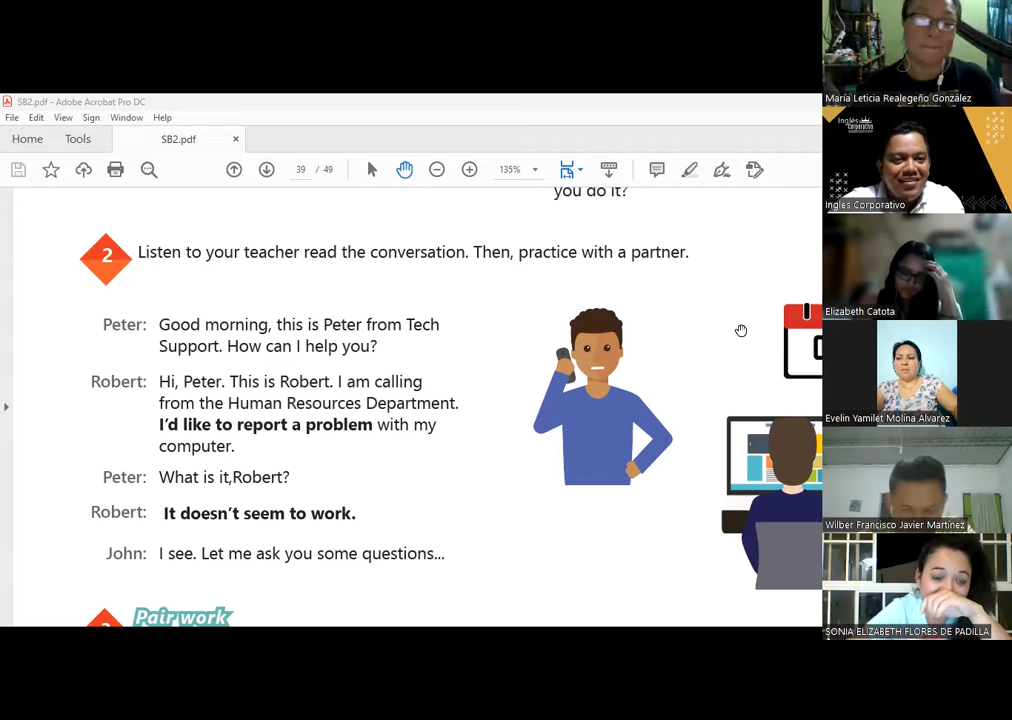 SB2.pdf - Adobe Acrobat Pro DC
File Edit View Sign Window Help
Home Tools SB2.pdf ×
39 / 49 135%
you do it?
2 Listen to your teacher read the conversation. Then, practice with a partner.
Peter: Good morning, this is Peter from Tech
Support. How can I help you?
Robert: Hi, Peter. This is Robert. I am calling
from the Human Resources Department.
I'd like to report a problem with my
computer.
Peter: What is it,Robert?
Robert: It doesn't seem to work.
John: I see. Let me ask you some questions...
Pair work
María Leticia Realegeño González
Inglés
Corporativo
Ingles Corporativo
Elizabeth Catota
Evelin Yamilet Molina Alvarez
Wilber Francisco Javier Martínez
SONIA ELIZABETH FLORES DE PADILLA